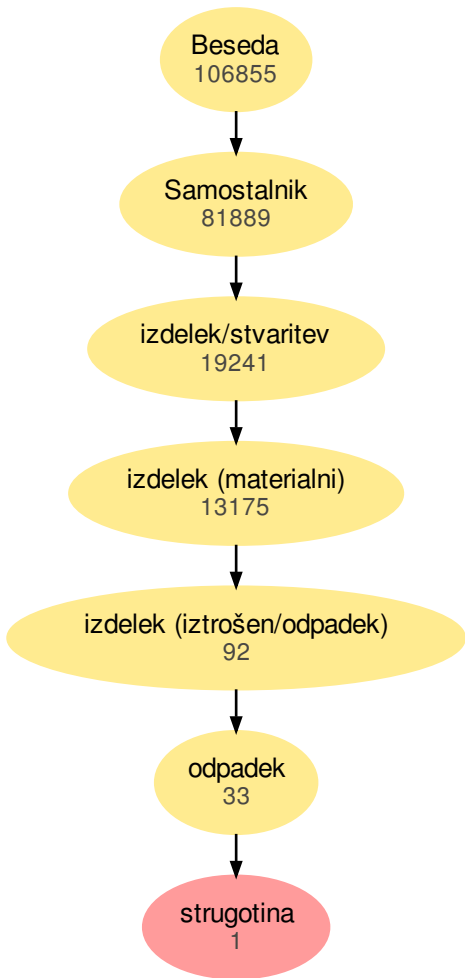 Beseda
106855
Samostalnik
81889
izdelek/stvaritev
19241
izdelek (materialni)
13175
izdelek (iztrošen/odpadek)
92
odpadek
33
strugotina
1